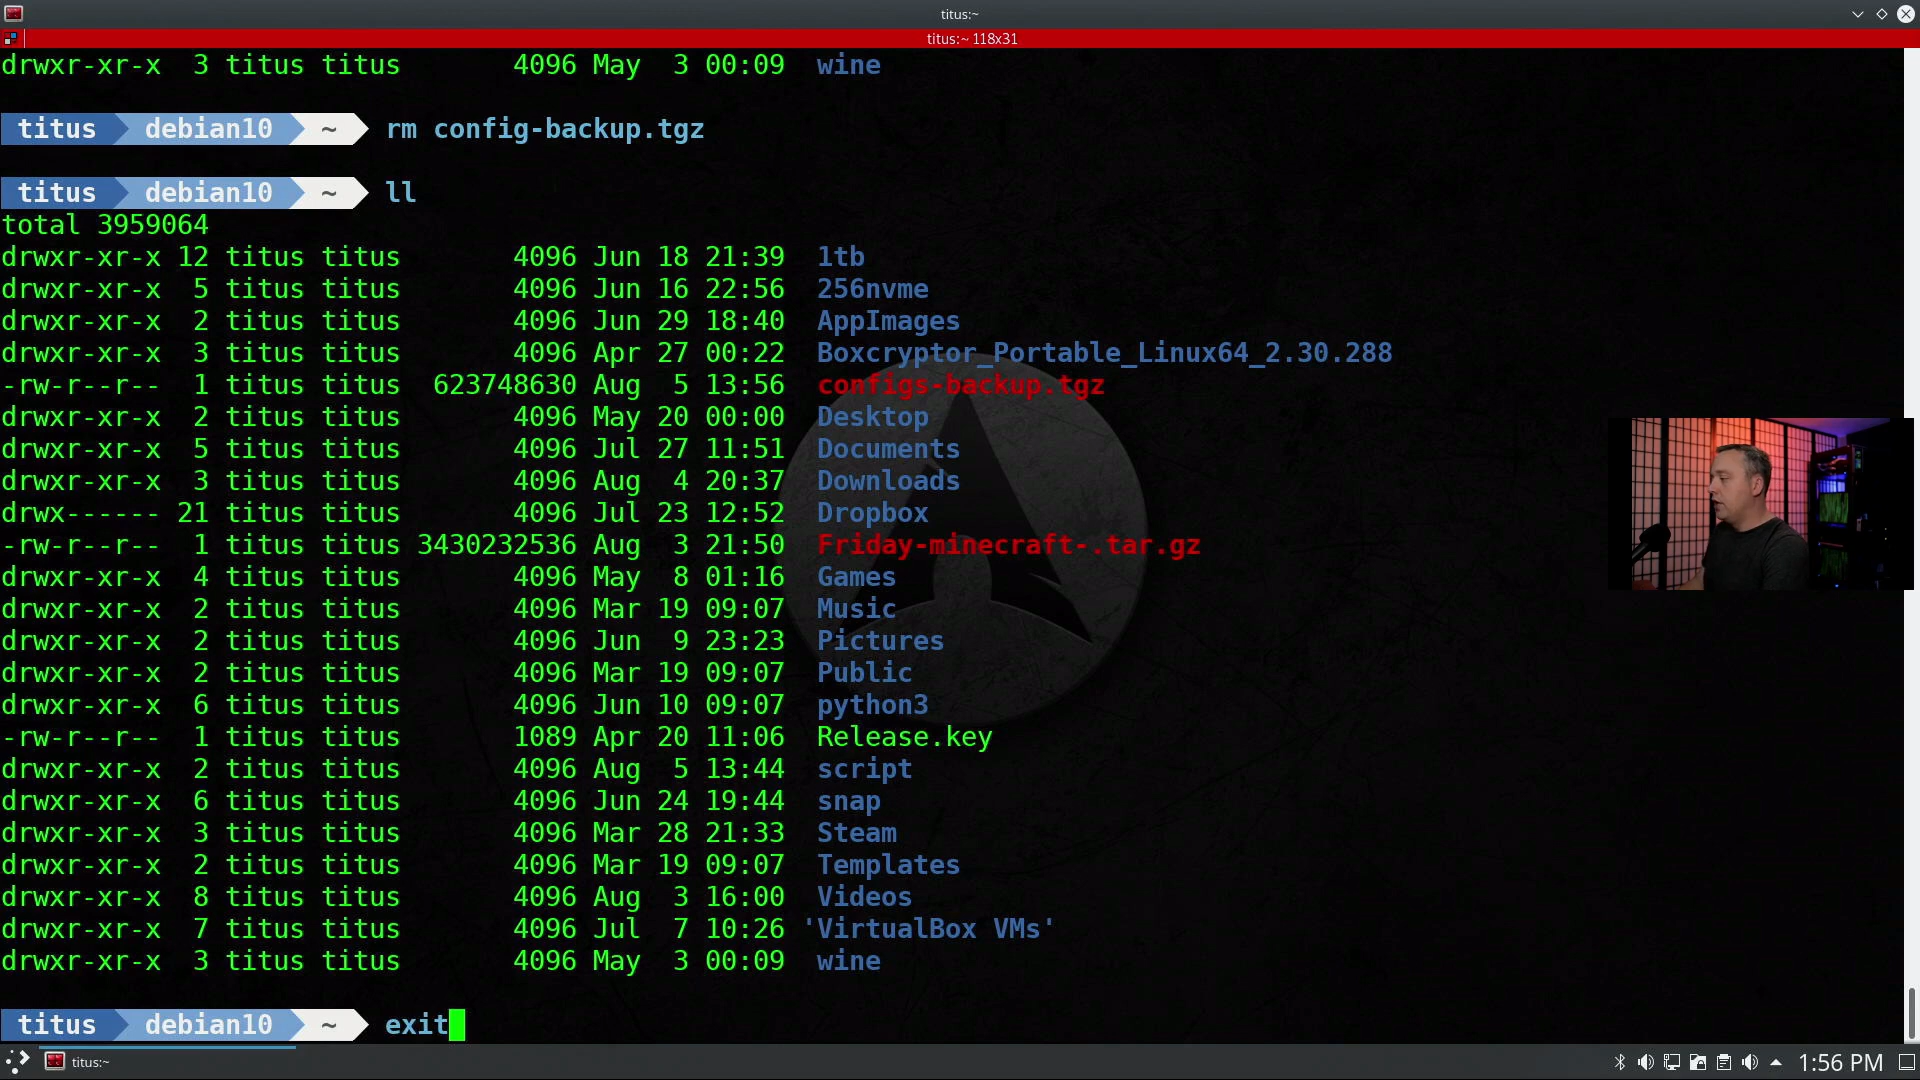 titus:~
titus:~ 118x31
drwxr-xr-x  3 titus titus       4096 May  3 00:09  wine
titus debian10 ~ rm config-backup.tgz
titus debian10 ~ ll
total 3959064
drwxr-xr-x 12 titus titus       4096 Jun 18 21:39  1tb
drwxr-xr-x  5 titus titus       4096 Jun 16 22:56  256nvme
drwxr-xr-x  2 titus titus       4096 Jun 29 18:40  AppImages
drwxr-xr-x  3 titus titus       4096 Apr 27 00:22  Boxcryptor_Portable_Linux64_2.30.288
-rw-r--r--  1 titus titus  623748630 Aug  5 13:56  configs-backup.tgz
drwxr-xr-x  2 titus titus       4096 May 20 00:00  Desktop
drwxr-xr-x  5 titus titus       4096 Jul 27 11:51  Documents
drwxr-xr-x  3 titus titus       4096 Aug  4 20:37  Downloads
drwx------ 21 titus titus       4096 Jul 23 12:52  Dropbox
-rw-r--r--  1 titus titus 3430232536 Aug  3 21:50  Friday-minecraft-.tar.gz
drwxr-xr-x  4 titus titus       4096 May  8 01:16  Games
drwxr-xr-x  2 titus titus       4096 Mar 19 09:07  Music
drwxr-xr-x  2 titus titus       4096 Jun  9 23:23  Pictures
drwxr-xr-x  2 titus titus       4096 Mar 19 09:07  Public
drwxr-xr-x  6 titus titus       4096 Jun 10 09:07  python3
-rw-r--r--  1 titus titus       1089 Apr 20 11:06  Release.key
drwxr-xr-x  2 titus titus       4096 Aug  5 13:44  script
drwxr-xr-x  6 titus titus       4096 Jun 24 19:44  snap
drwxr-xr-x  3 titus titus       4096 Mar 28 21:33  Steam
drwxr-xr-x  2 titus titus       4096 Mar 19 09:07  Templates
drwxr-xr-x  8 titus titus       4096 Aug  3 16:00  Videos
drwxr-xr-x  7 titus titus       4096 Jul  7 10:26 'VirtualBox VMs'
drwxr-xr-x  3 titus titus       4096 May  3 00:09  wine
titus debian10 ~ exit
titus:~
1:56 PM